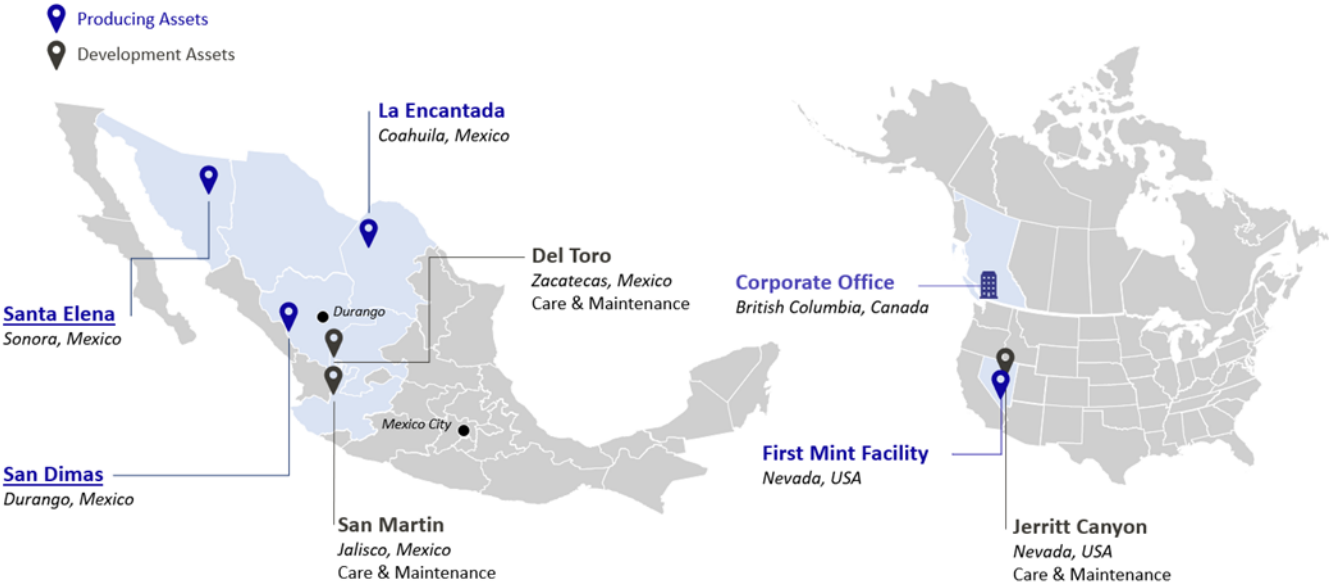 Producing Assets
Development Assets
La Encantada
Coahuila, Mexico
Del Toro
Zacatecas, Mexico
Care & Maintenance
Santa Elena
Sonora, Mexico
Durango
Mexico City
San Dimas
Durango, Mexico
San Martin
Jalisco, Mexico
Care & Maintenance
Corporate Office
British Columbia, Canada
First Mint Facility
Nevada, USA
Jerritt Canyon
Nevada, USA
Care & Maintenance